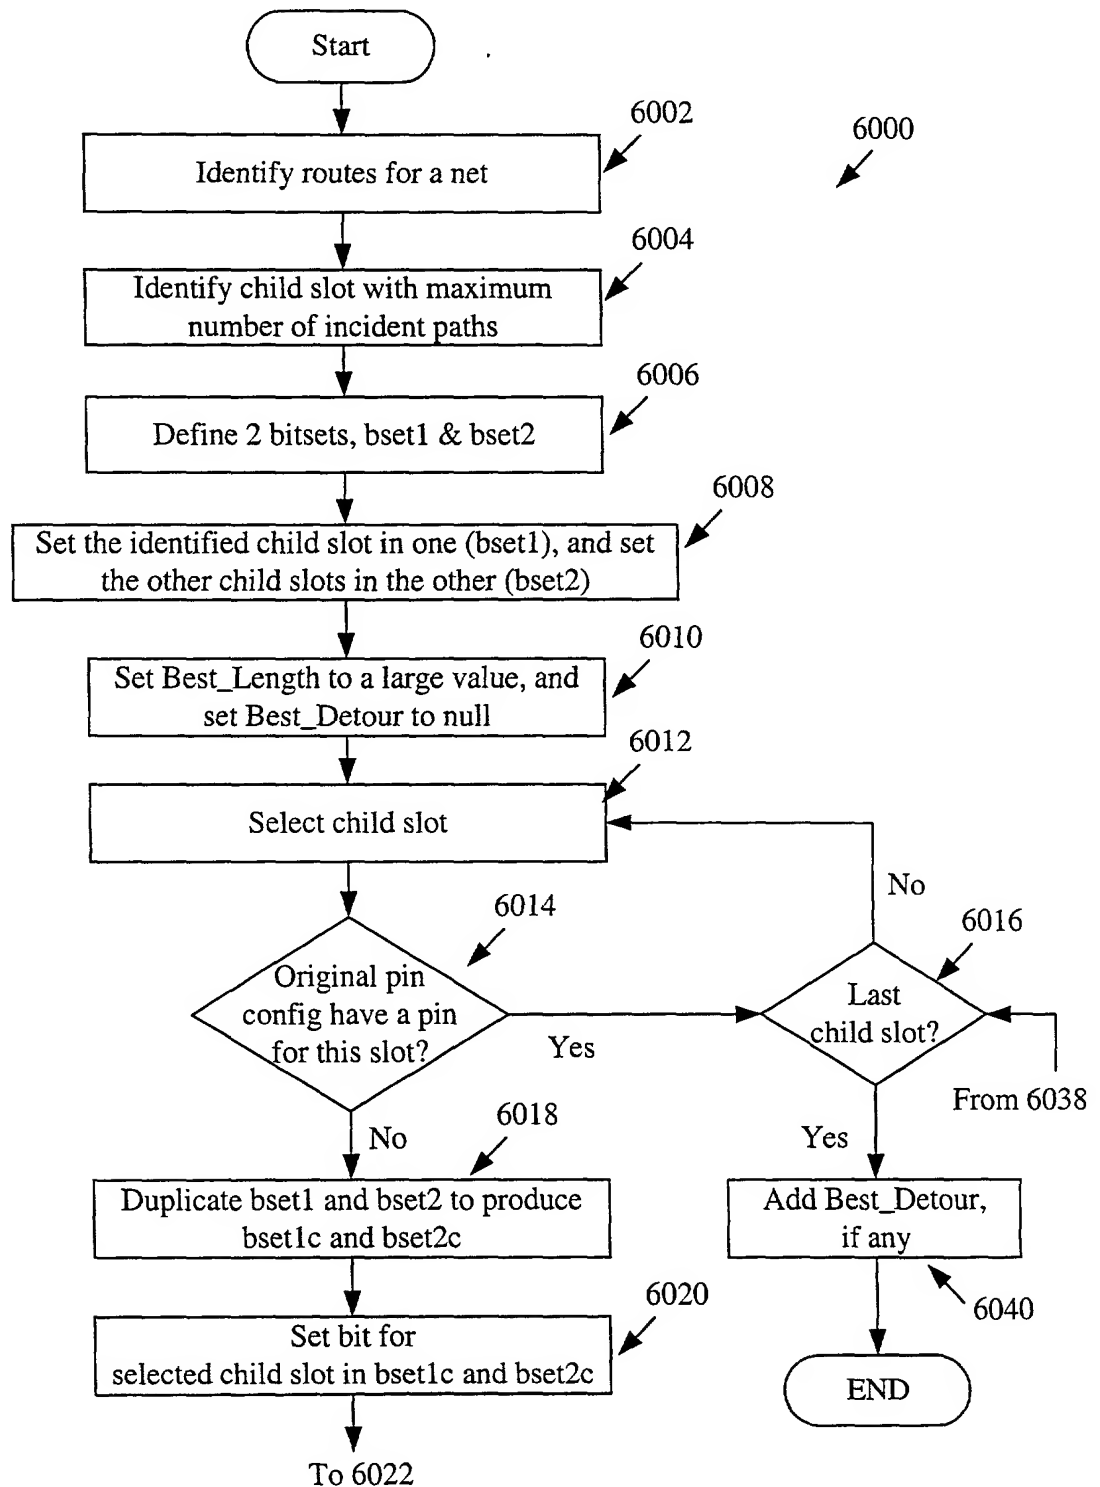 Start
6002
6000
Identify routes for a net
6004
Identify child slot with maximum
number of incident paths
6006
Define 2 bitsets, bset1 & bset2
6008
Set the identified child slot in one (bset1), and set
the other child slots in the other (bset2)
6010
Set Best_Length to a large value, and
set Best_Detour to null
6012
Select child slot
No
6014
6016
Original pin
config have a pin
for this slot?
Last
child slot?
Yes
From 6038
No
6018
Yes
Duplicate bset1 and bset2 to produce
bset1c and bset2c
Add Best_Detour,
if any
6020
6040
Set bit for
selected child slot in bset1c and bset2c
END
To 6022